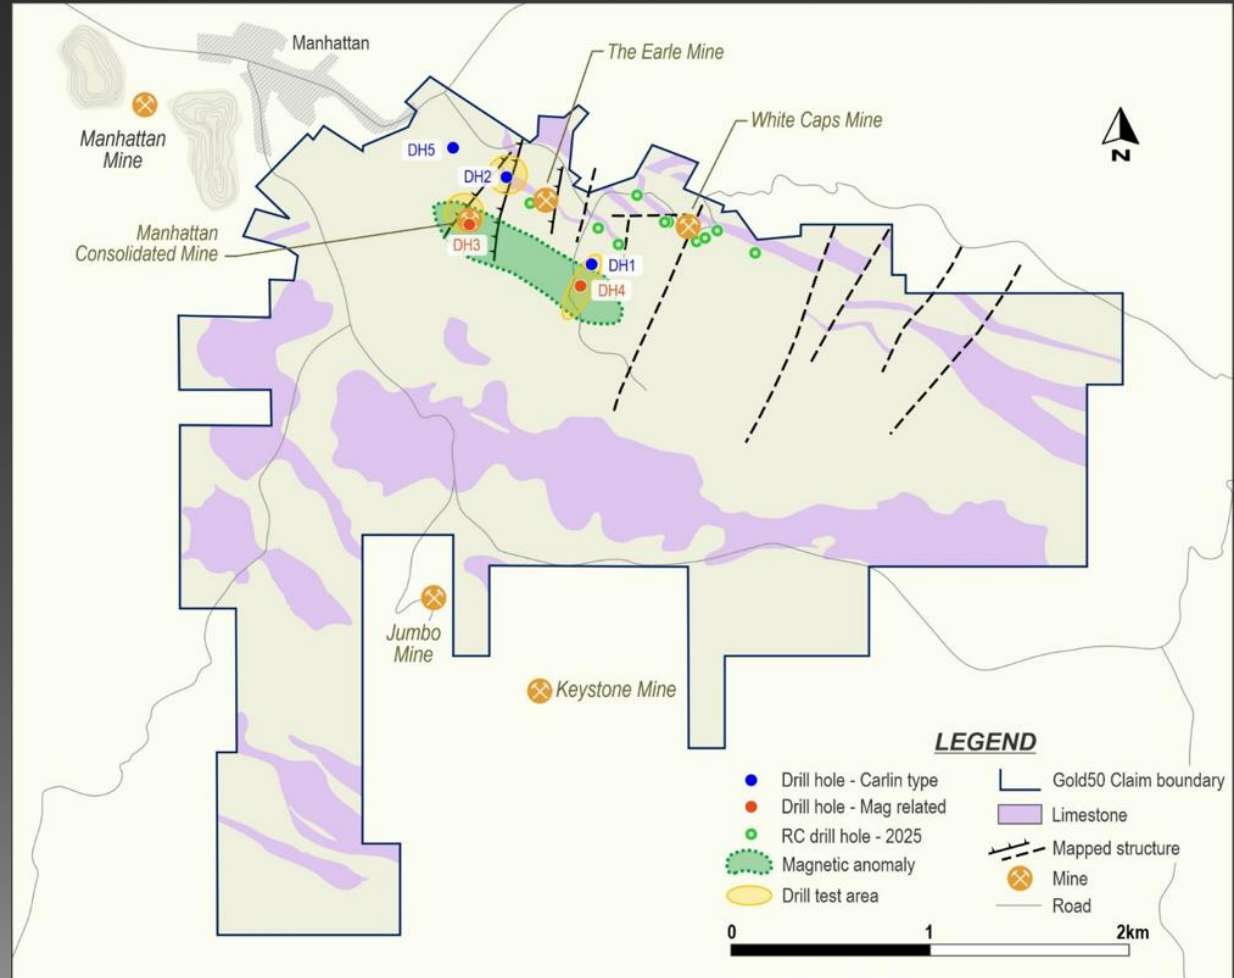 Manhattan
The Earle Mine
White Caps Mine
Manhattan
Mine
DH5
DH2
N
Manhattan
Consolidated Mine
DH3
DH1
DH4
Jumbo
Mine
Keystone Mine
LEGEND
Drill hole - Carlin type
Drill hole - Mag related
RC drill hole - 2025
Magnetic anomaly
Drill test area
Gold50 Claim boundary
Limestone
Mapped structure
Mine
Road
0 1 2km